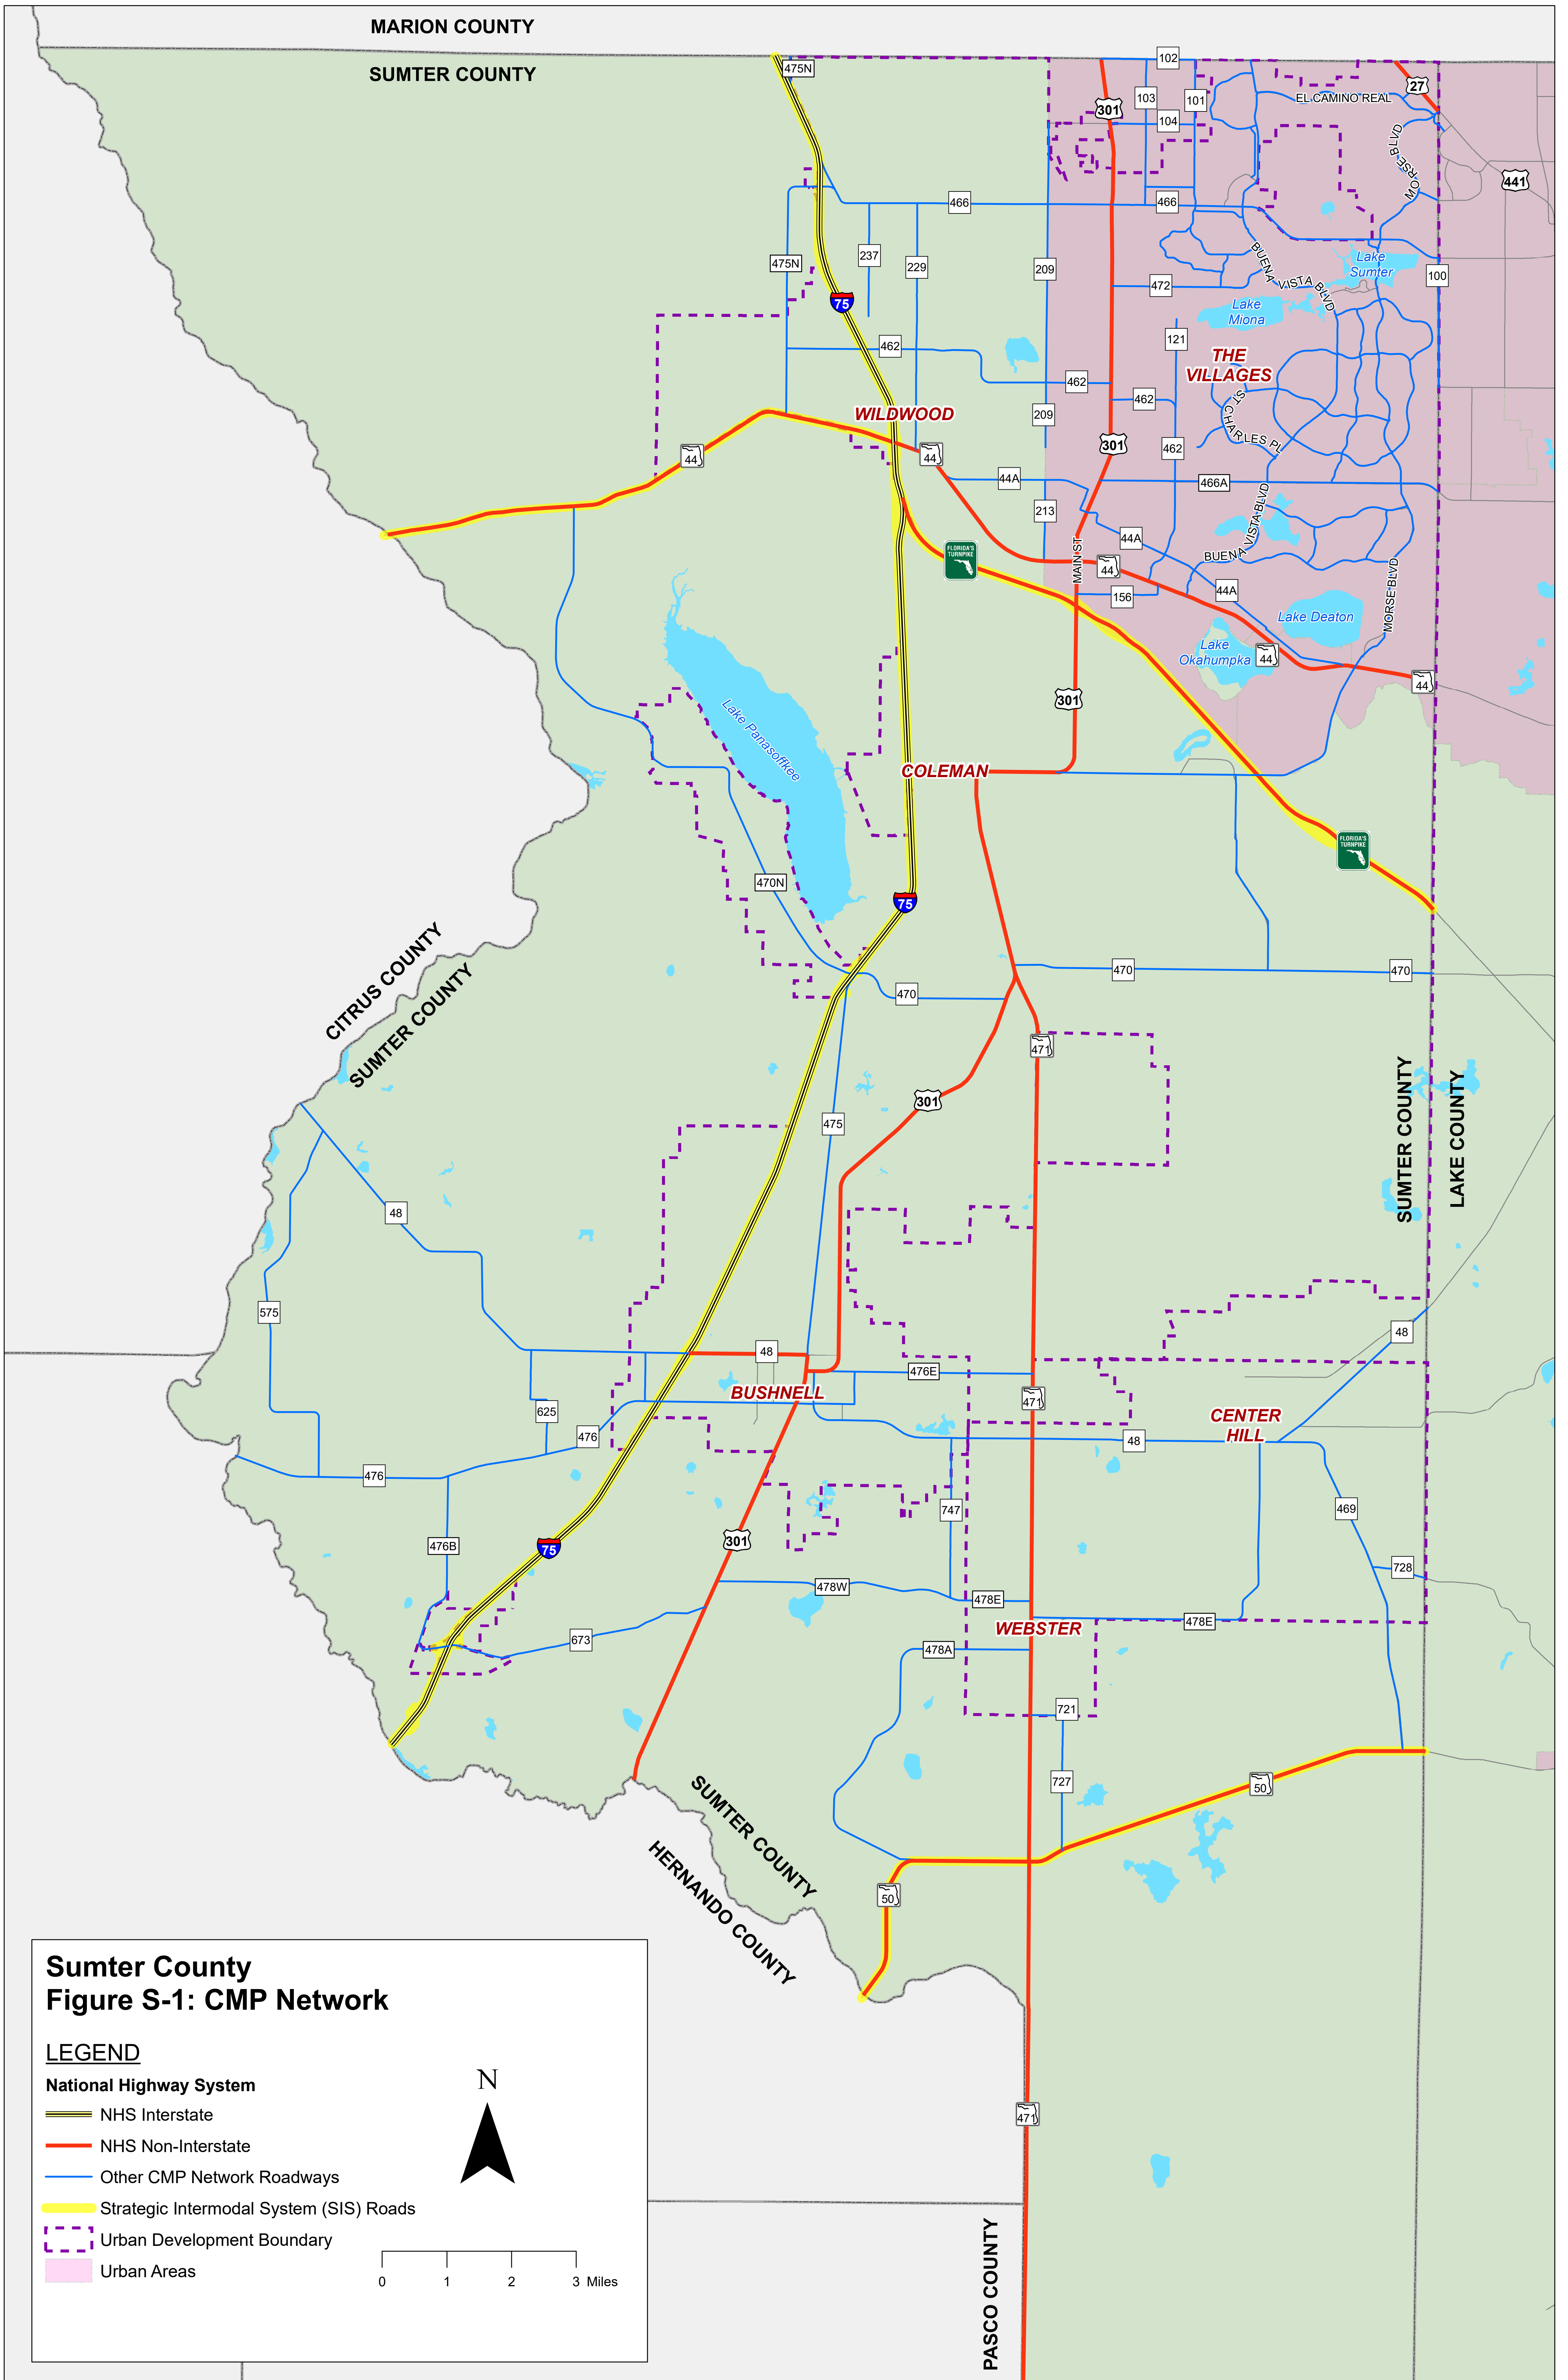 MARION COUNTY
SUMTER COUNTY
475N
102
27
301
103
101
EL CAMINO REAL
104
MORSE BLVD
441
466
466
475N
237
229
209
BUENA VISTA BLVD
Lake
Sumter
100
472
75
Lake
Miona
121
462
THE
VILLAGES
462
462
WILDWOOD
209
ST CHARLES PL
301
462
44
44
44A
466A
213
BUENA VISTA BLVD
44A
FLORIDA'S
TURNPIKE
MAIN ST
44
156
44A
MORSE BLVD
Lake Deaton
Lake
Okahumpka
44
44
301
Lake Panasoffkee
COLEMAN
FLORIDA'S
TURNPIKE
470N
75
CITRUS COUNTY
SUMTER COUNTY
470
470
470
471
301
475
SUMTER COUNTY
LAKE COUNTY
48
575
48
48
476E
BUSHNELL
471
625
CENTER
HILL
476
48
476
747
469
476B
75
301
728
478W
478E
478E
WEBSTER
673
478A
721
727
50
SUMTER COUNTY
HERNANDO COUNTY
50
Sumter County
Figure S-1: CMP Network
LEGEND
National Highway System
NHS Interstate
NHS Non-Interstate
Other CMP Network Roadways
Strategic Intermodal System (SIS) Roads
Urban Development Boundary
Urban Areas
N
0 1 2 3 Miles
471
PASCO COUNTY